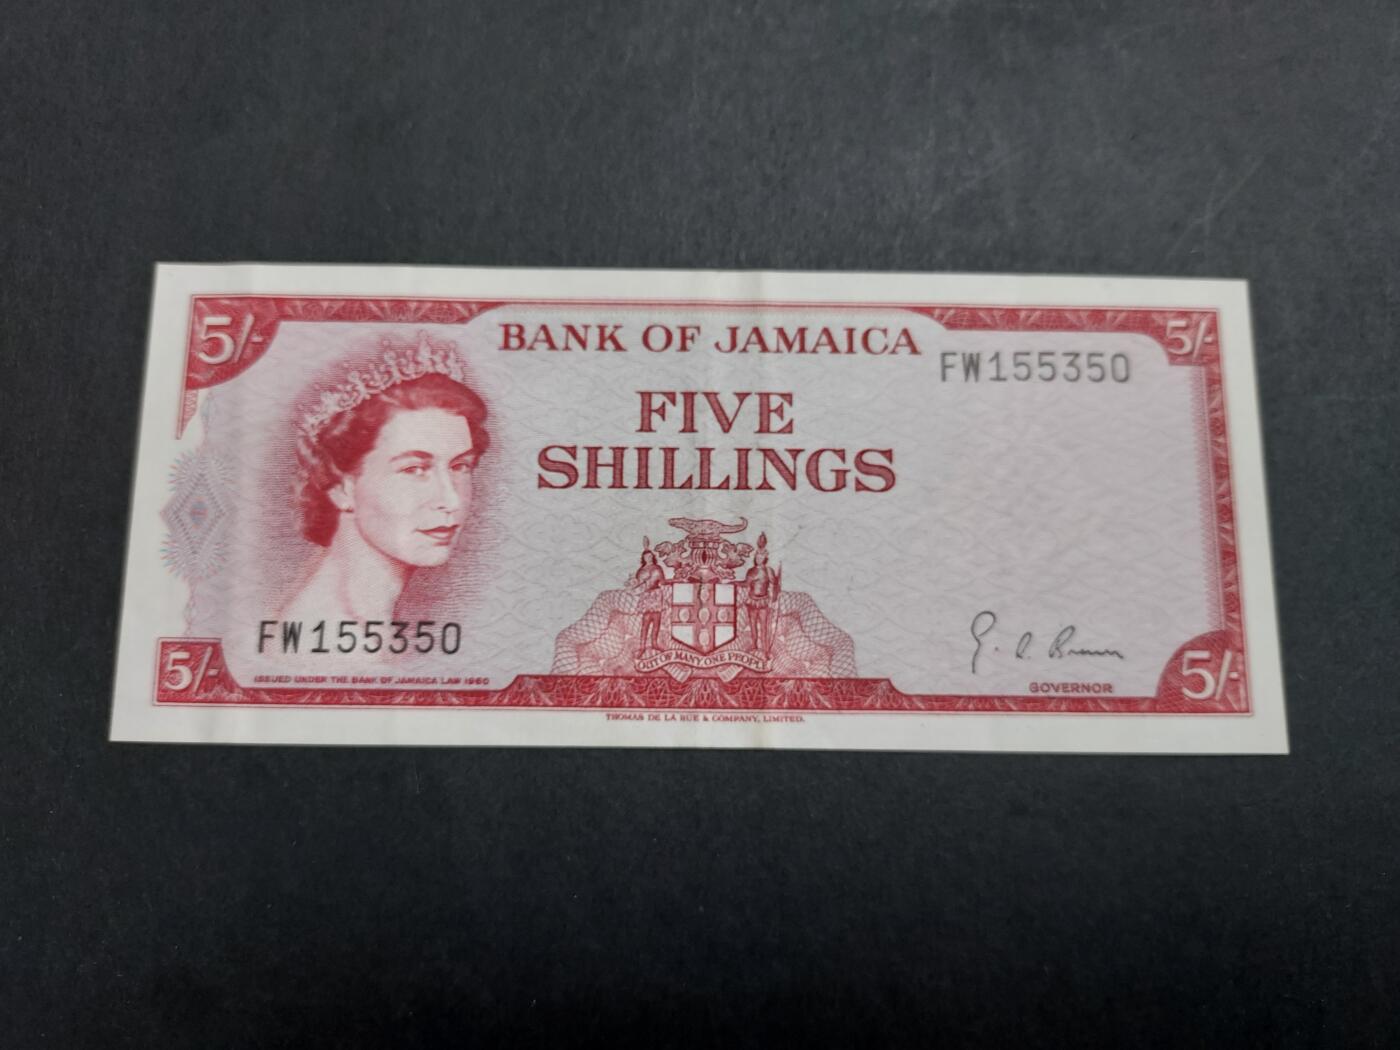 5/-
BANK OF JAMAICA
5/-
FW155350
FIVE
SHILLINGS
OUT OF MANY ONE PEOPLE
FW155350
5/-
ISSUED UNDER THE BANK OF JAMAICA LAW 1960
GOVERNOR
5/-
THOMAS DE LA RUE & COMPANY, LIMITED.